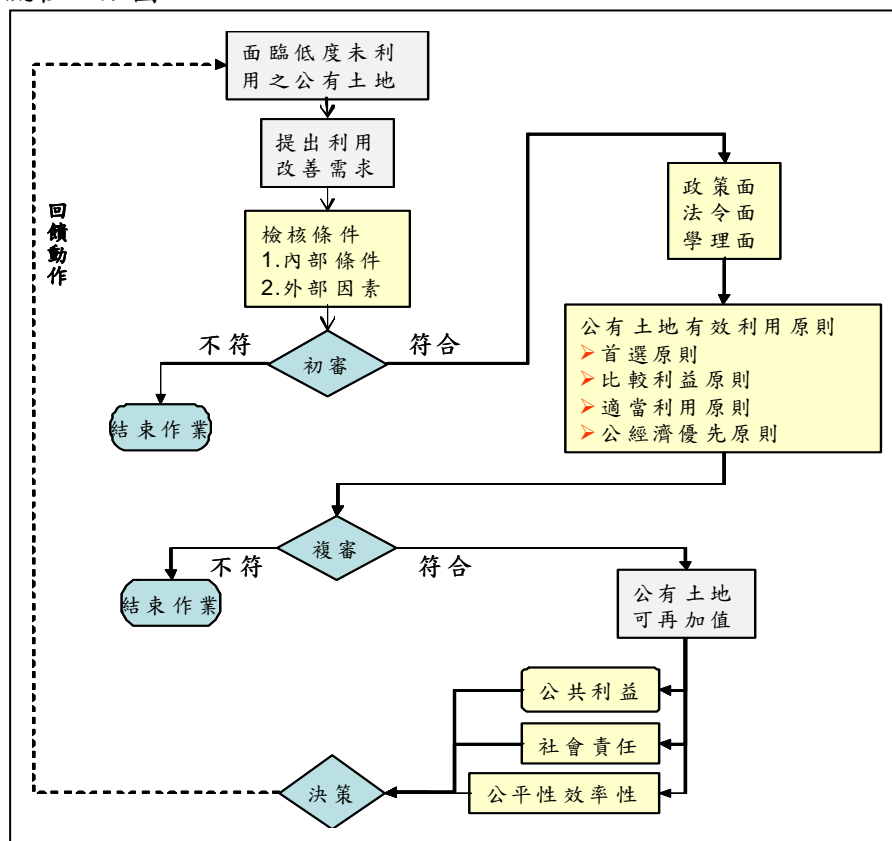 面臨低度未利
用之公有土地
提出利用
改善需求
檢核條件
1.內部條件
2.外部因素
不符
初審
符合
結束作業
政策面
法令面
學理面
公有土地有效利用原則
首選原則
比較利益原則
適當利用原則
公經濟優先原則
不符
複審
符合
結束作業
公有土地
可再加值
公共利益
社會責任
公平性效率性
決策
回饋動作